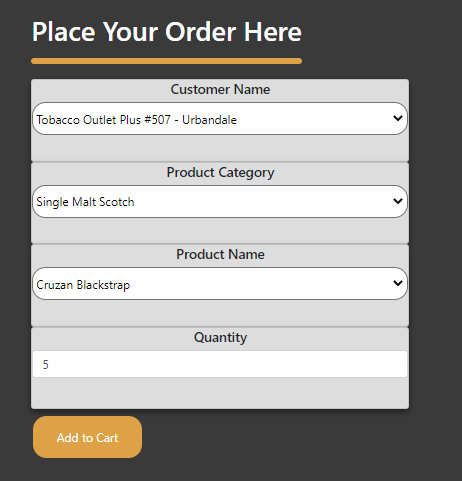 Place Your Order Here
Customer Name
Tobacco Outlet Plus #507 - Urbandale
Product Category
Single Malt Scotch
Product Name
Cruzan Blackstrap
Quantity
5
Add to Cart